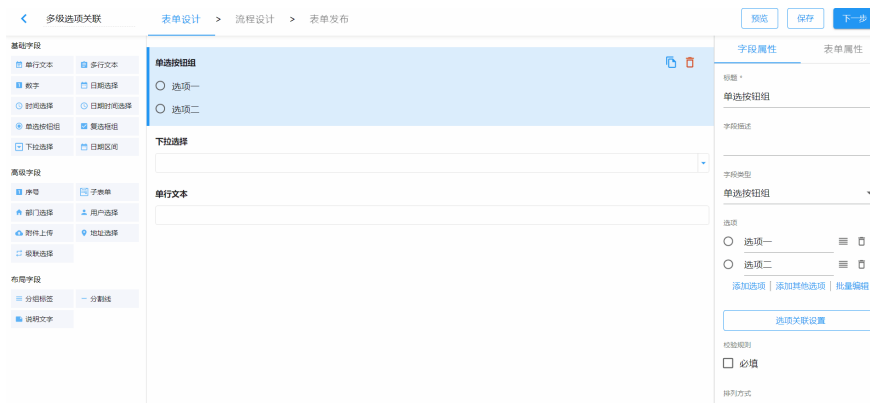 多级选项关联
表单设计 > 流程设计 > 表单发布
预览 保存 下一步
基础字段
单行文本 多行文本
数字 日期选择
时间选择 日期时间选择
单选按钮组 复选框组
下拉选择 日期区间
高级字段
序号 子表单
部门选择 用户选择
附件上传 地址选择
级联选择
布局字段
分组标签 分割线
说明文字
单选按钮组
选项一
选项二
下拉选择
单行文本
字段属性 表单属性
标题 *
单选按钮组
字段描述
字段类型
单选按钮组
选项
选项一
选项二
添加选项 | 添加其他选项 | 批量编辑
选项关联设置
校验规则
必填
排列方式